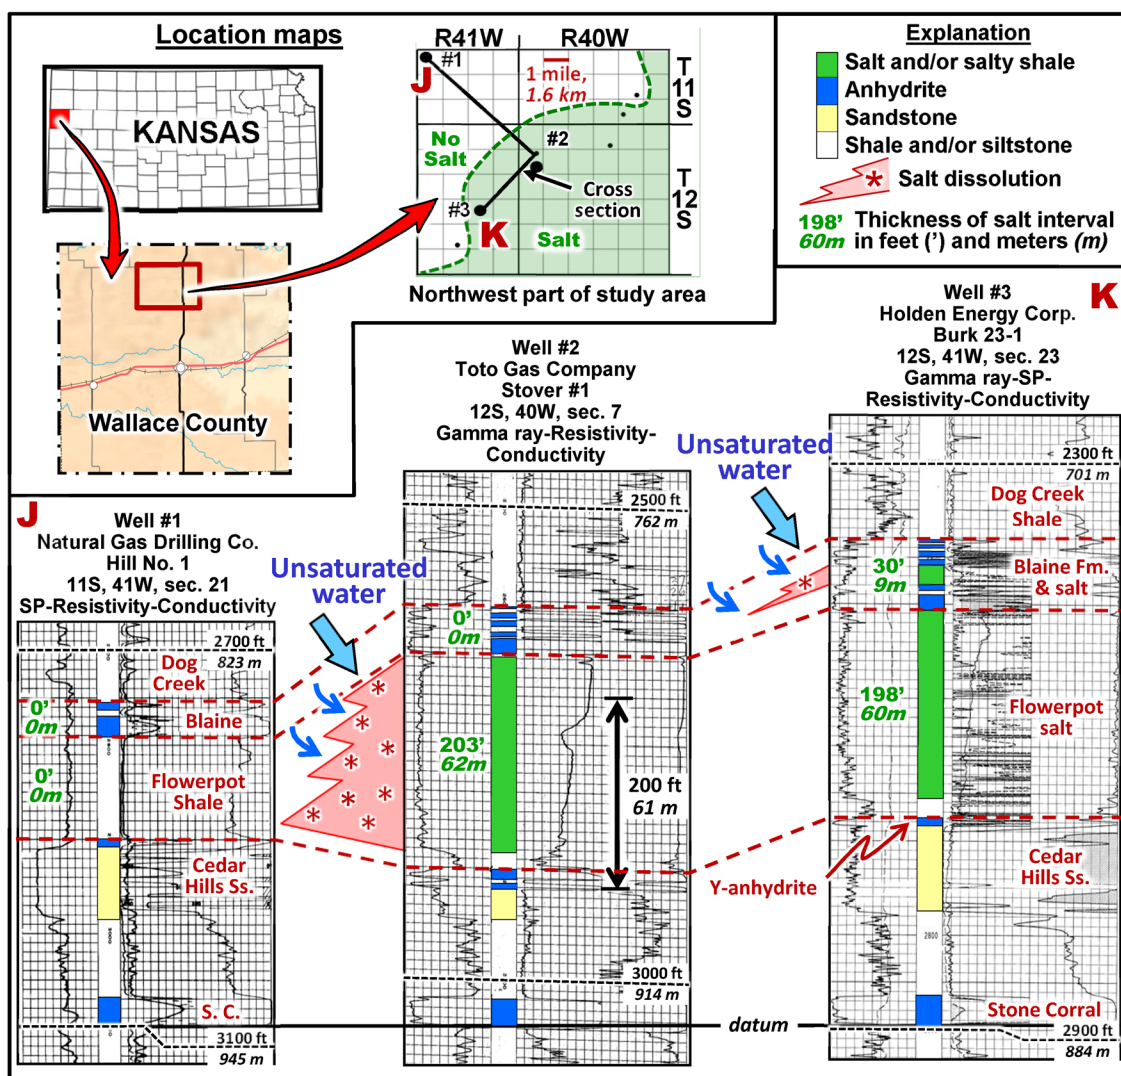 Location maps
KANSAS
Wallace County
R41W
R40W
#1
J
1 mile,
1.6 km
T
11
S
No
Salt
#2
Cross
section
T
12
S
#3
K
Salt
Northwest part of study area
Explanation
Salt and/or salty shale
Anhydrite
Sandstone
Shale and/or siltstone
* Salt dissolution
198' Thickness of salt interval
60m in feet (') and meters (m)
J
Well #1
Natural Gas Drilling Co.
Hill No. 1
11S, 41W, sec. 21
SP-Resistivity-Conductivity
2700 ft
823 m
Dog
Creek
0'
0m
Blaine
0'
0m
Flowerpot
Shale
Cedar
Hills Ss.
3000
S. C.
3100 ft
945 m
Unsaturated
water
* * * * * * * * * *
Well #2
Toto Gas Company
Stover #1
12S, 40W, sec. 7
Gamma ray-Resistivity-
Conductivity
2500 ft
762 m
0'
0m
203'
62m
200 ft
61 m
3000 ft
914 m
Unsaturated
water
*
Y-anhydrite
datum
K
Well #3
Holden Energy Corp.
Burk 23-1
12S, 41W, sec. 23
Gamma ray-SP-
Resistivity-Conductivity
2300 ft
701 m
Dog Creek
Shale
30'
9m
Blaine Fm.
& salt
198'
60m
Flowerpot
salt
Cedar
Hills Ss.
2800
Stone Corral
2900 ft
884 m